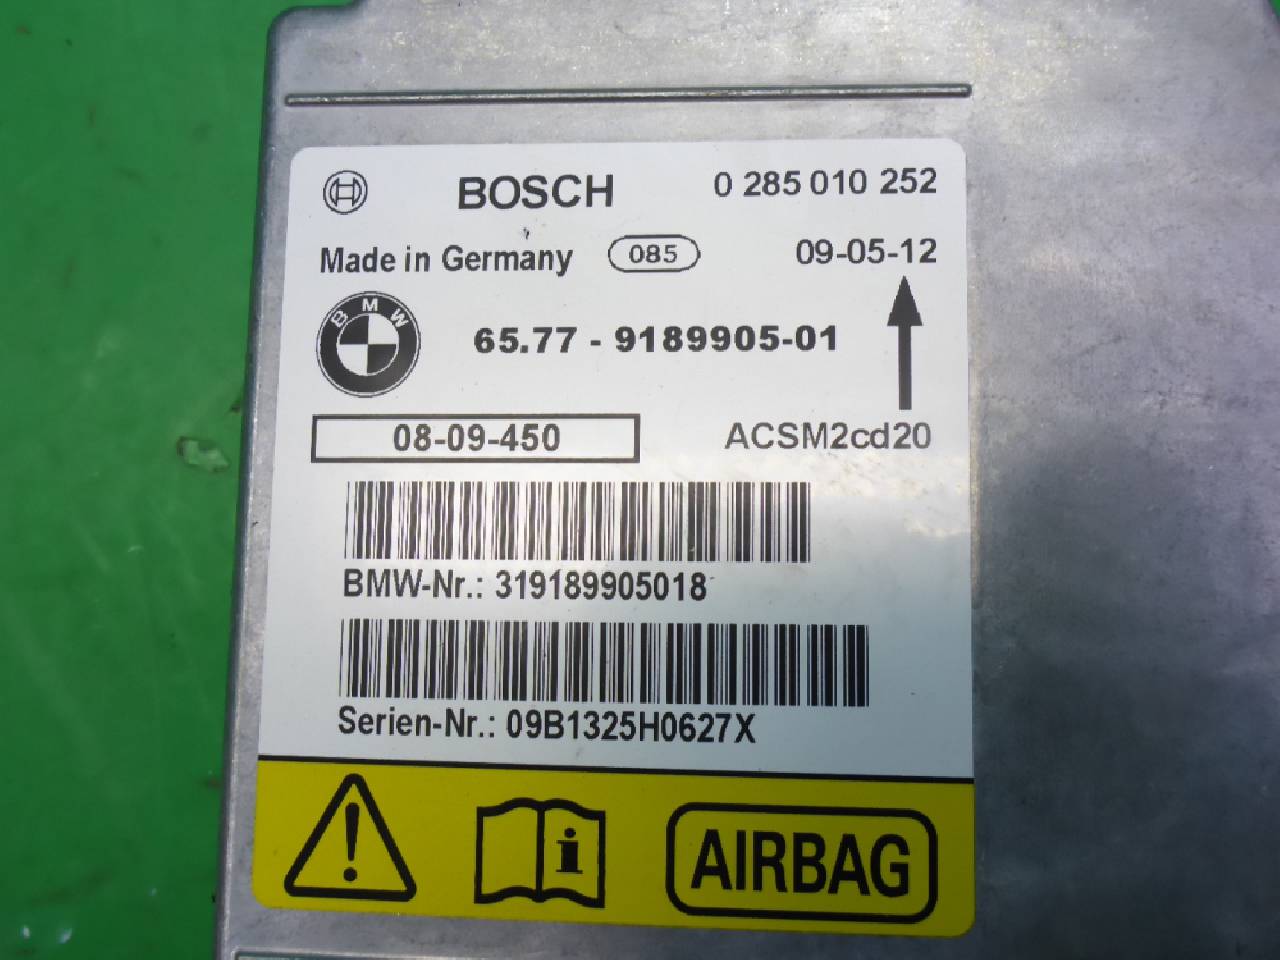 BOSCH 0 285 010 252
Made in Germany 085 09-05-12
BMW
65.77 - 9189905-01
08-09-450 ACSM2cd20
BMW-Nr.: 319189905018
Serien-Nr.: 09B1325H0627X
! i AIRBAG